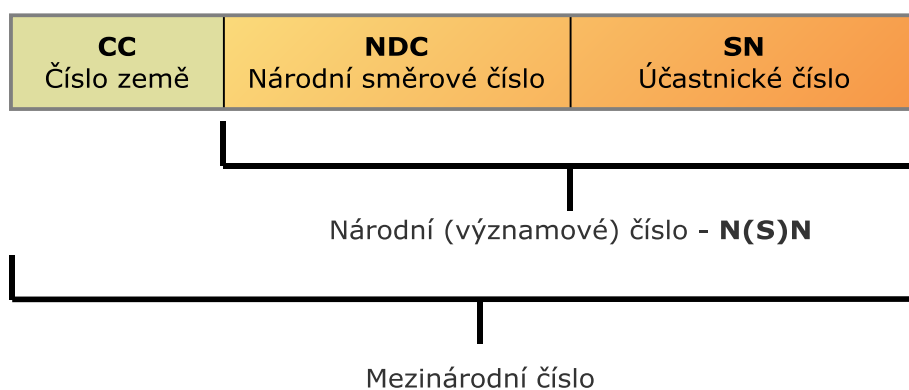 CC
Číslo země
NDC
Národní směrové číslo
SN
Účastnické číslo
Národní (významové) číslo - N(S)N
Mezinárodní číslo